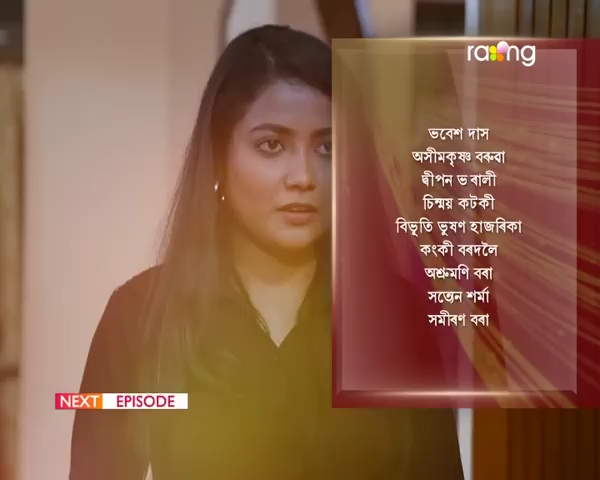 rang
ভবেশ দাস
অসীমকৃষ্ণ বৰুৱা
দ্বীপন ভৰালী
চিন্ময় কটকী
বিভূতি ভুষণ হাজৰিকা
কংকী বৰদলৈ
অশ্ৰুমণি বৰা
সত্যেন শৰ্মা
সমীৰণ বৰা
NEXT EPISODE